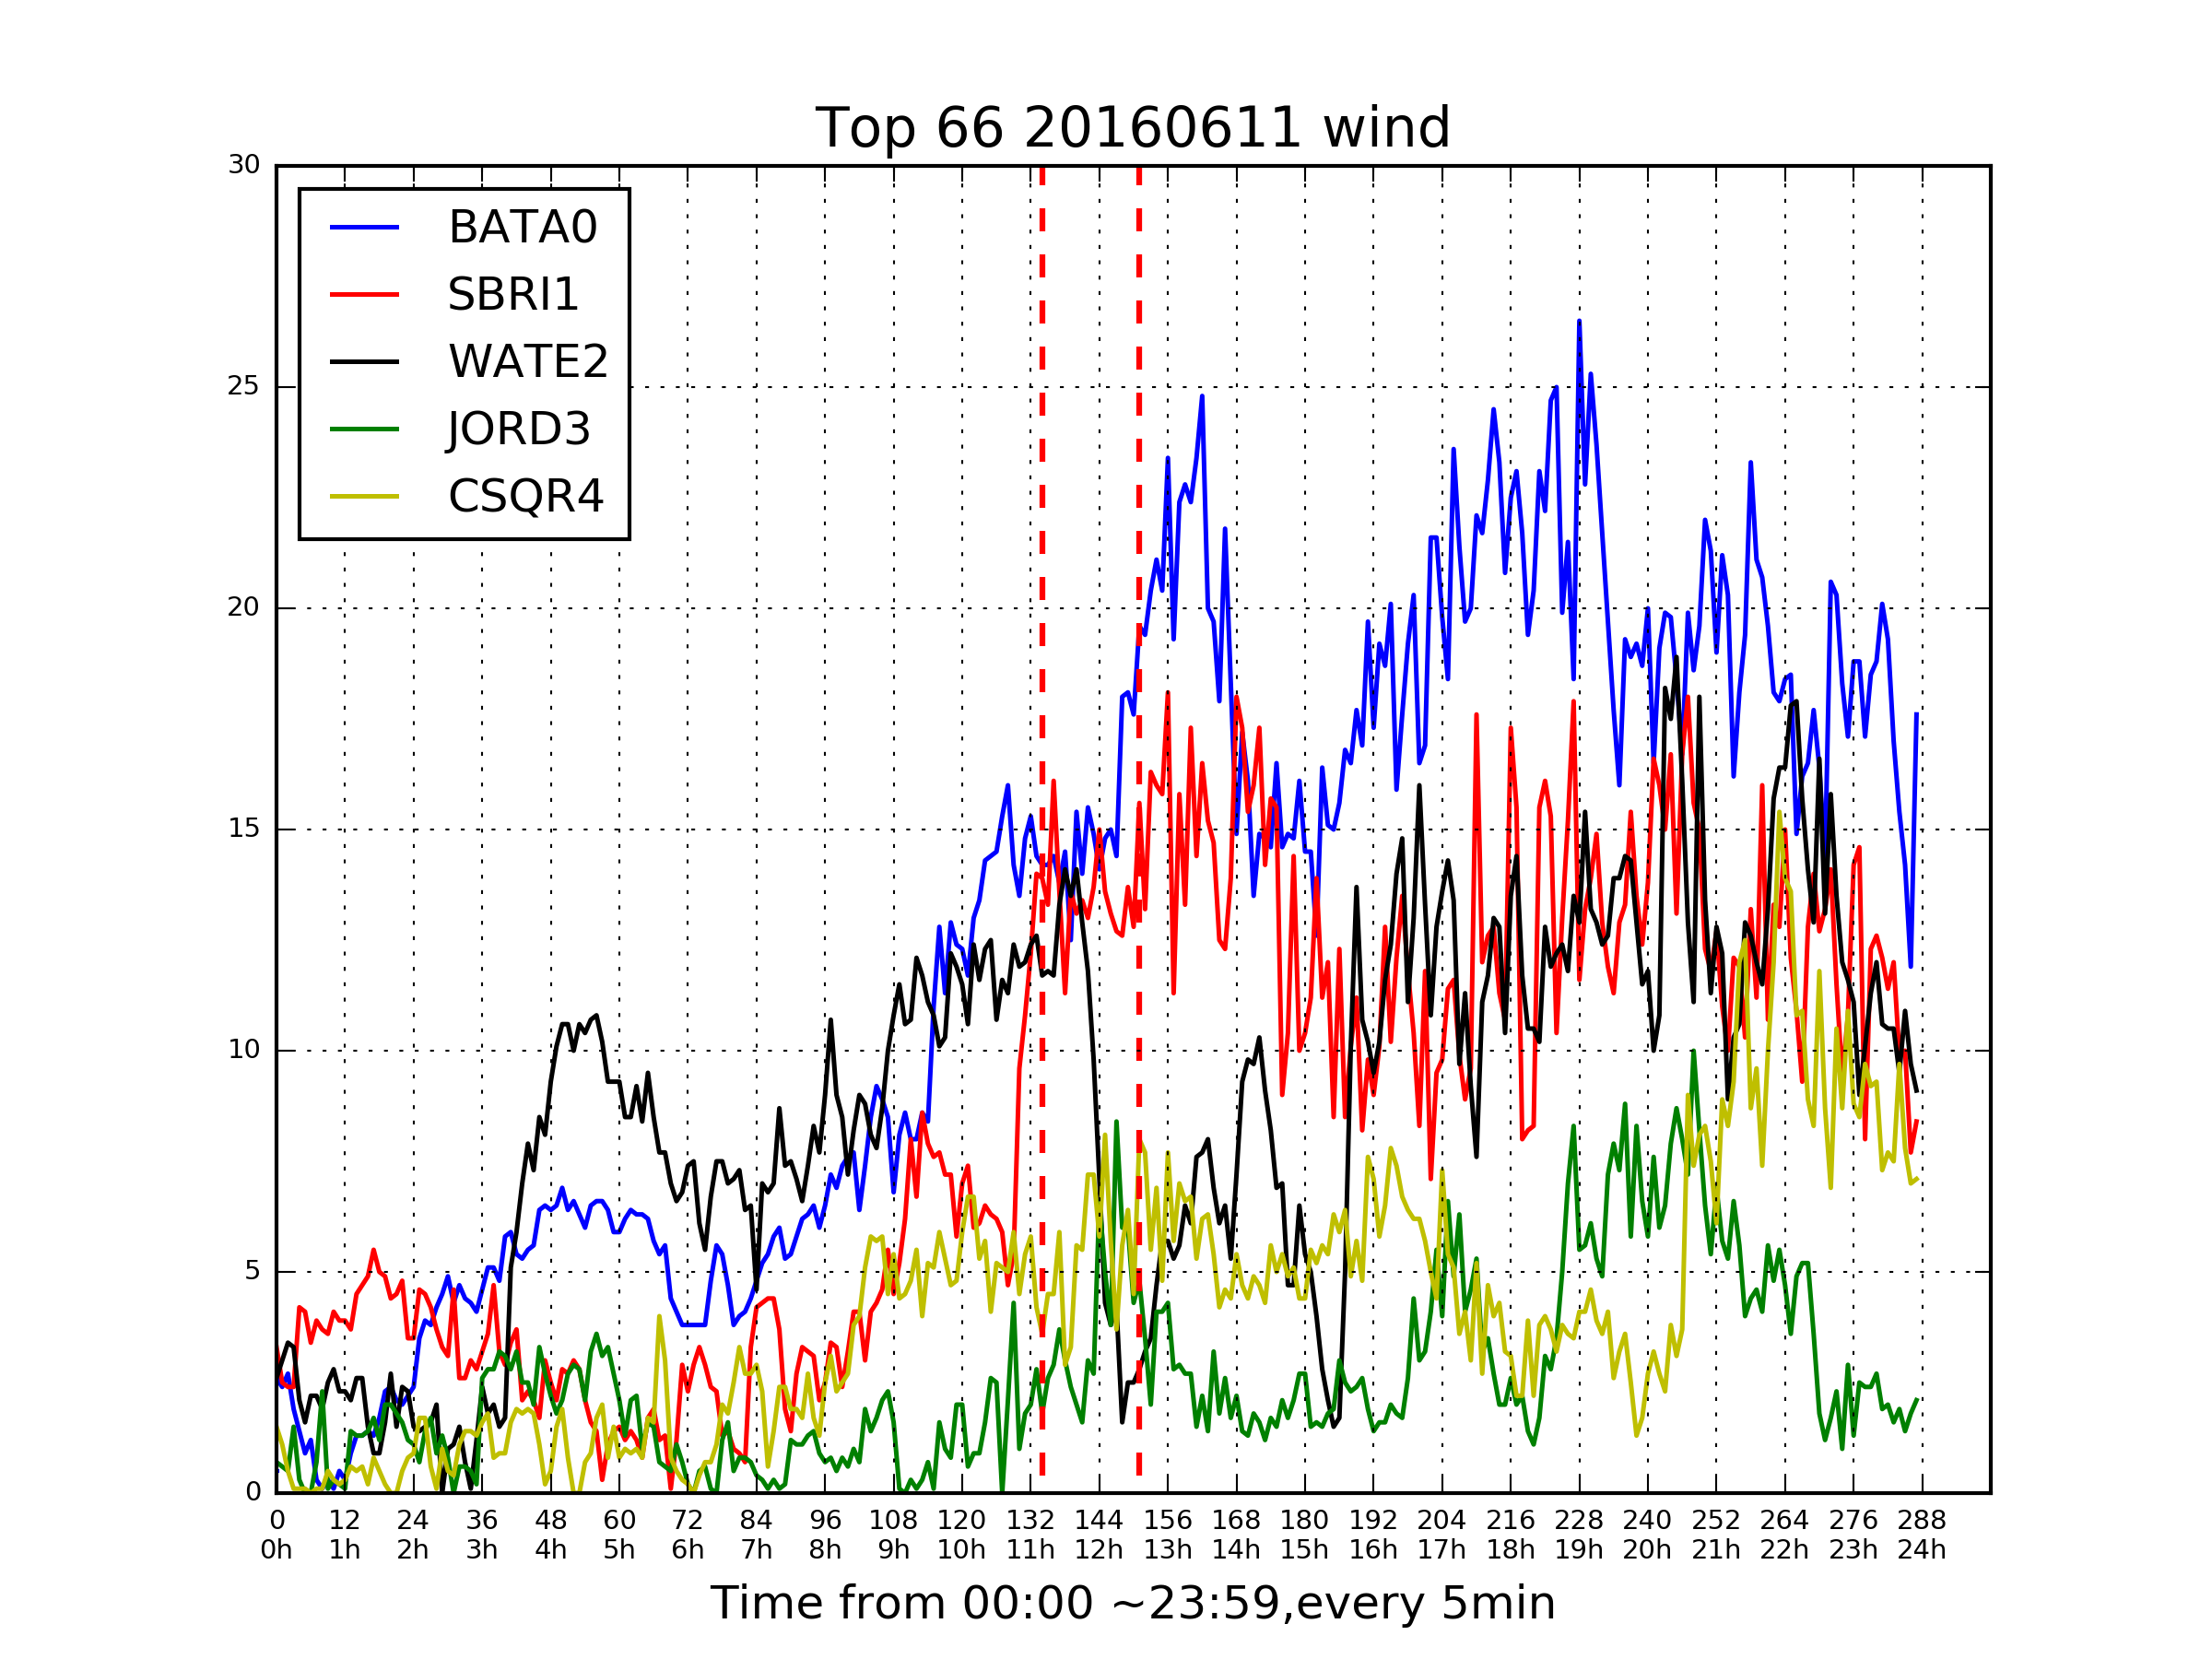 Top 66 20160611 wind
30
25
20
15
10
5
0
BATA0
SBRI1
WATE2
JORD3
CSQR4
0 12 24 36 48 60 72 84 96 108 120 132 144 156 168 180 192 204 216 228 240 252 264 276 288
0h 1h 2h 3h 4h 5h 6h 7h 8h 9h 10h 11h 12h 13h 14h 15h 16h 17h 18h 19h 20h 21h 22h 23h 24h
Time from 00:00 ~23:59,every 5min